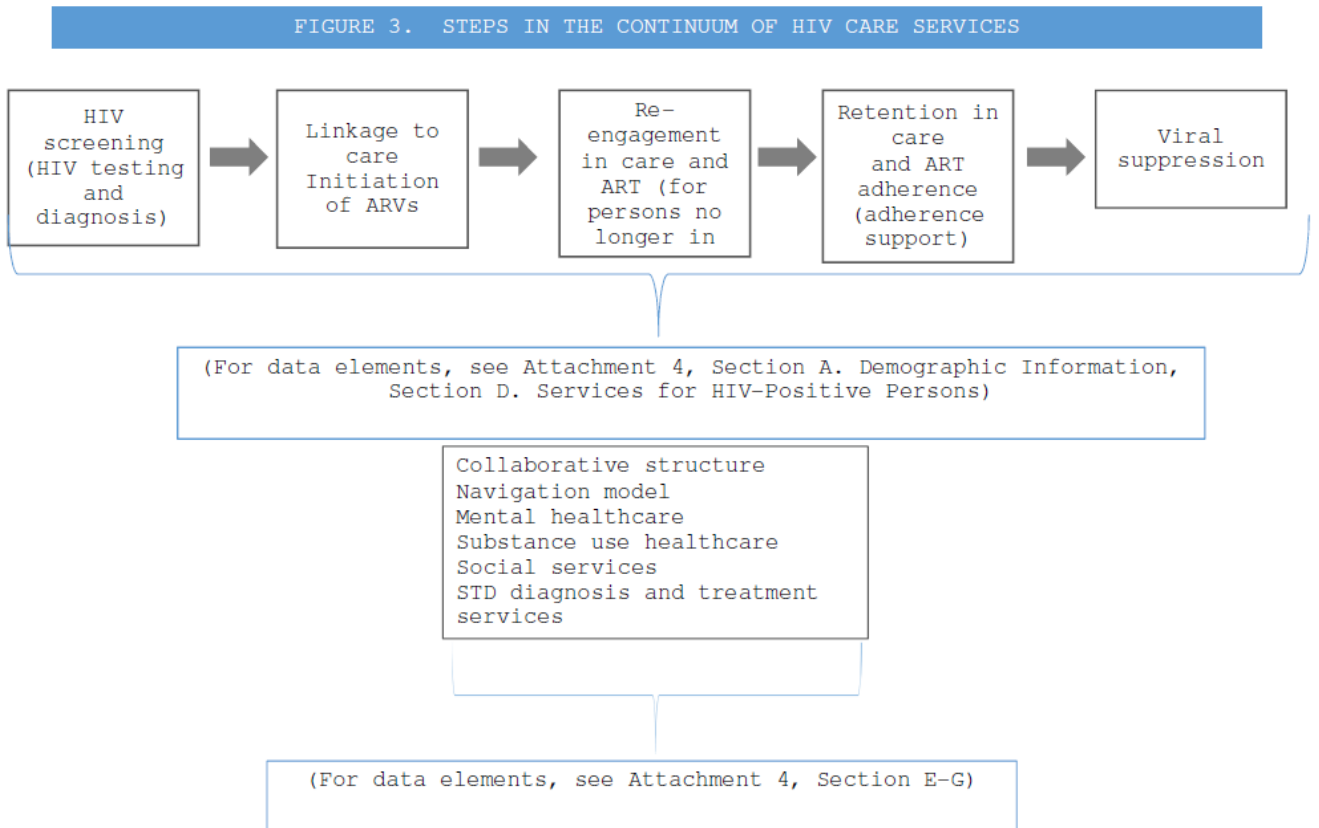 FIGURE 3. STEPS IN THE CONTINUUM OF HIV CARE SERVICES
HIV
screening
(HIV testing
and
diagnosis)
Linkage to
care
Initiation
of ARVs
Re-
engagement
in care and
ART (for
persons no
longer in
Retention in
care
and ART
adherence
(adherence
support)
Viral
suppression
(For data elements, see Attachment 4, Section A. Demographic Information,
Section D. Services for HIV-Positive Persons)
Collaborative structure
Navigation model
Mental healthcare
Substance use healthcare
Social services
STD diagnosis and treatment
services
(For data elements, see Attachment 4, Section E-G)